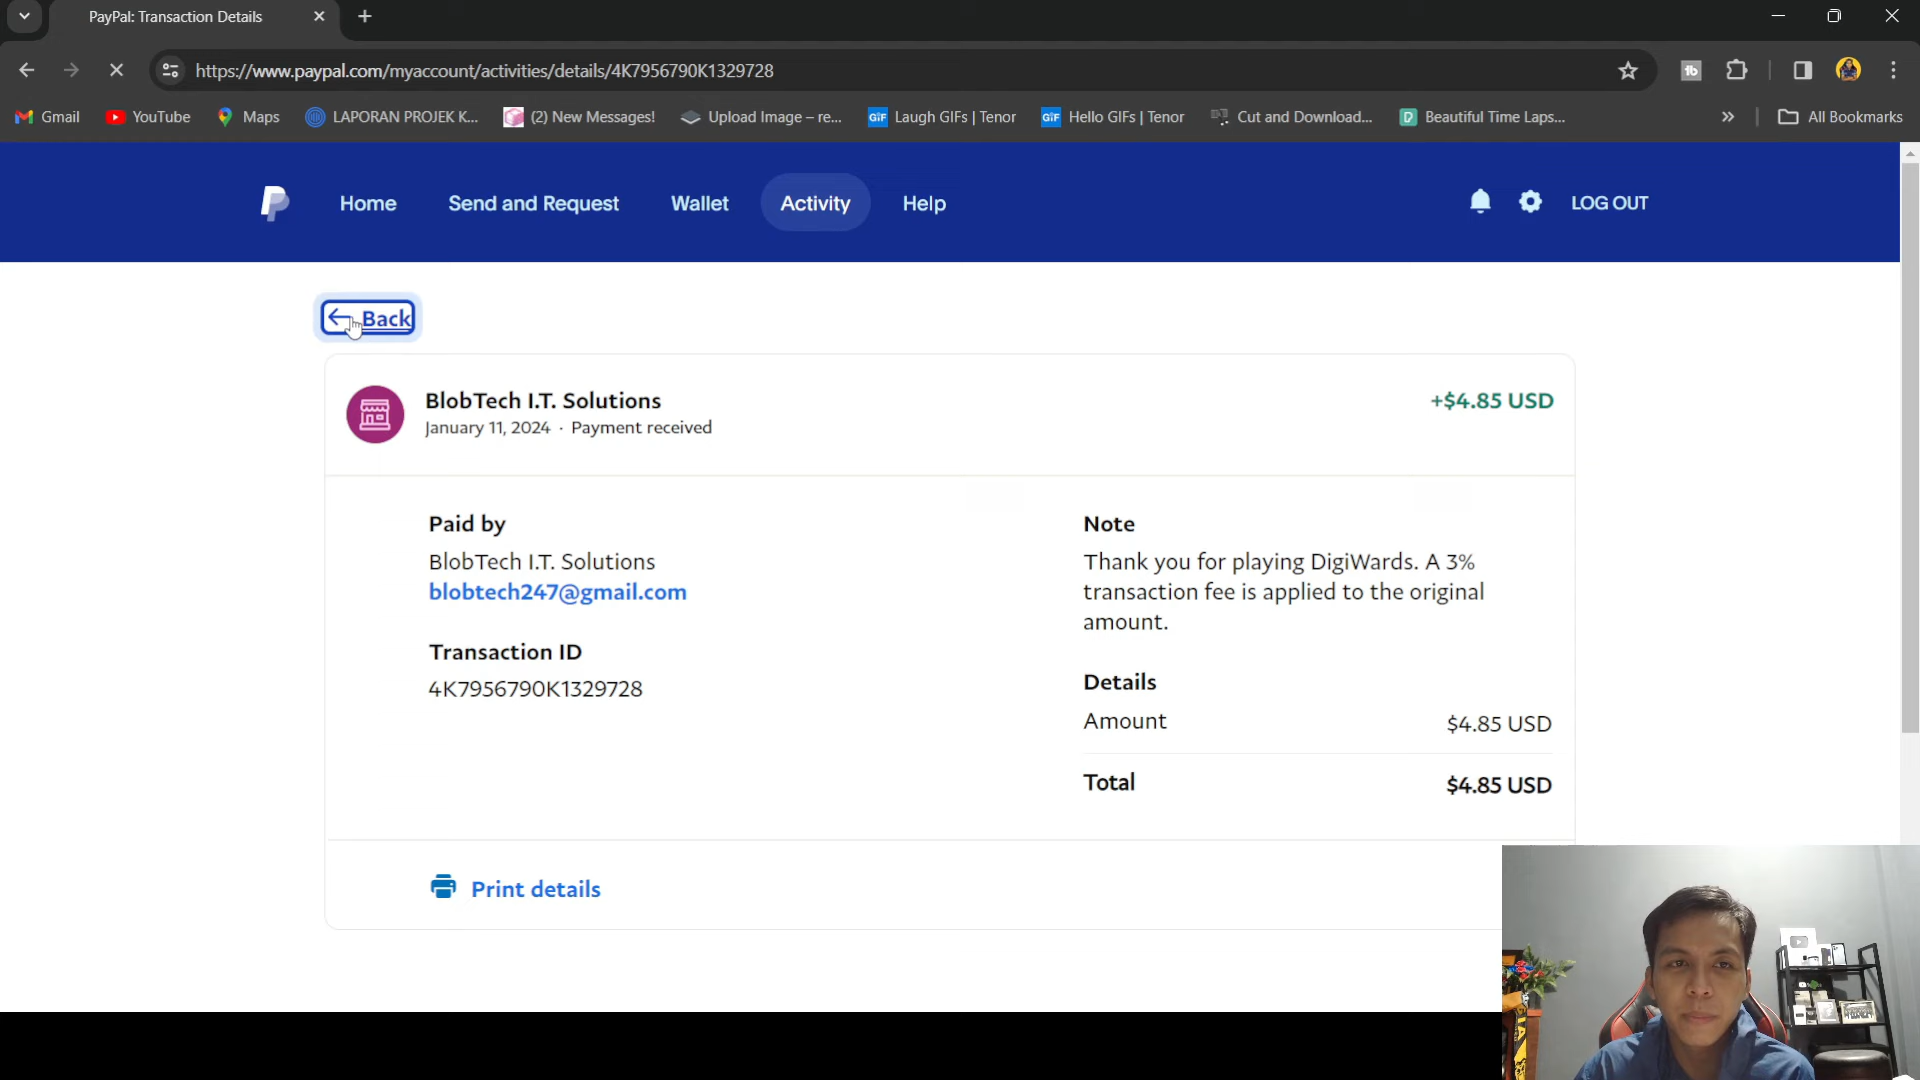 PayPal: Transaction Details
https://www.paypal.com/myaccount/activities/details/4K7956790K1329728
Gmail
YouTube
Maps
LAPORAN PROJEK K...
(2) New Messages!
Upload Image – re...
GIF
Laugh GIFs | Tenor
GIF
Hello GIFs | Tenor
Cut and Download...
Beautiful Time Laps...
»
All Bookmarks
Home
Send and Request
Wallet
Activity
Help
LOG OUT
Back
BlobTech I.T. Solutions
+$4.85 USD
January 11, 2024 · Payment received
Paid by
BlobTech I.T. Solutions
blobtech247@gmail.com
Transaction ID
4K7956790K1329728
Note
Thank you for playing DigiWards. A 3%
transaction fee is applied to the original
amount.
Details
Amount
$4.85 USD
Total
$4.85 USD
Print details